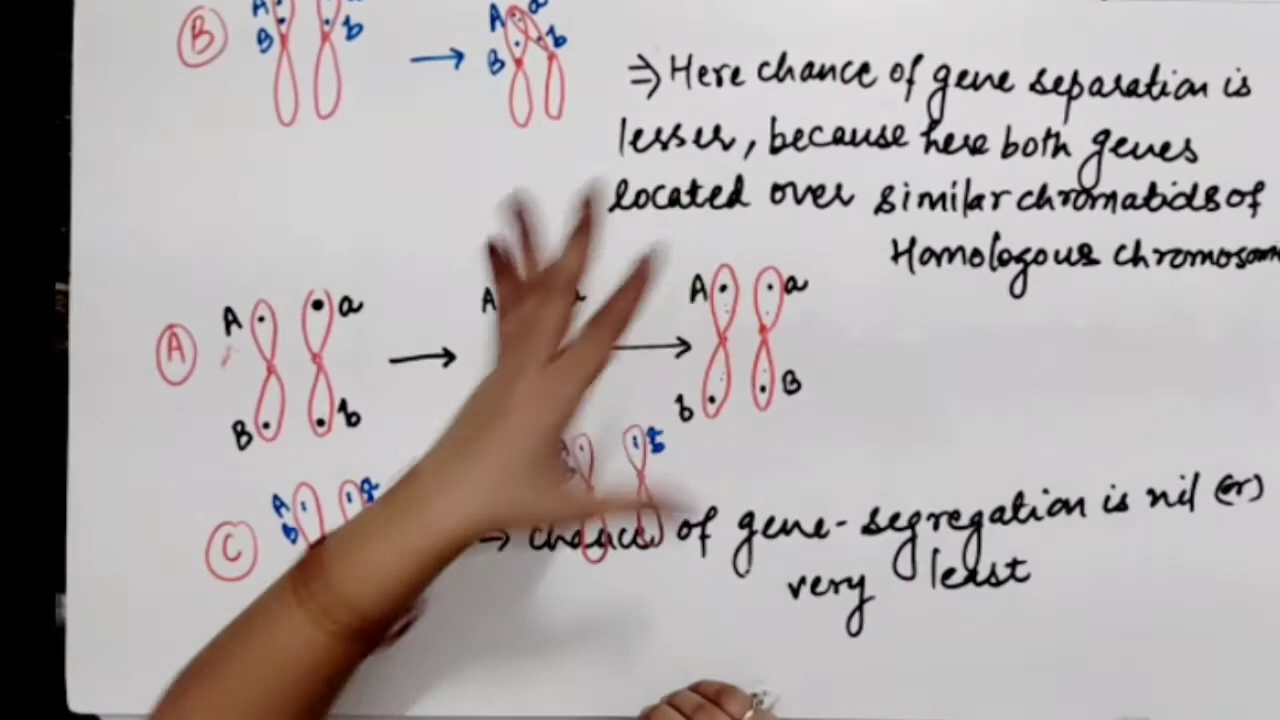 A
B b
B
A a
B b
⇒ Here chance of gene separation is
lesser, because here both genes
located over similar chromatids of
Homologous chromosom
A a
B b
A
A a
b B
A
C
A
B
→ chance of gene-segregation is nil (or)
very least